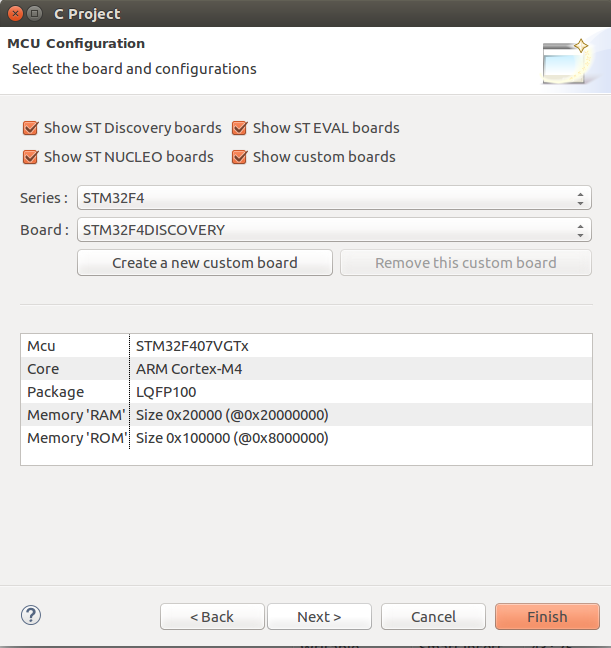 C Project
MCU Configuration
Select the board and configurations
Show ST Discovery boards Show ST EVAL boards
Show ST NUCLEO boards Show custom boards
Series : STM32F4
Board : STM32F4DISCOVERY
Create a new custom board Remove this custom board
Mcu STM32F407VGTx
Core ARM Cortex-M4
Package LQFP100
Memory 'RAM' Size 0x20000 (@0x20000000)
Memory 'ROM' Size 0x100000 (@0x8000000)
? < Back Next > Cancel Finish